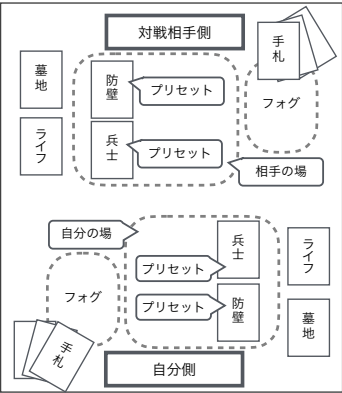 対戦相手側
手札
墓地
防壁
プリセット
フォグ
ライフ
兵士
プリセット
相手の場
自分の場
兵士
ライフ
プリセット
フォグ
防壁
プリセット
墓地
手札
自分側